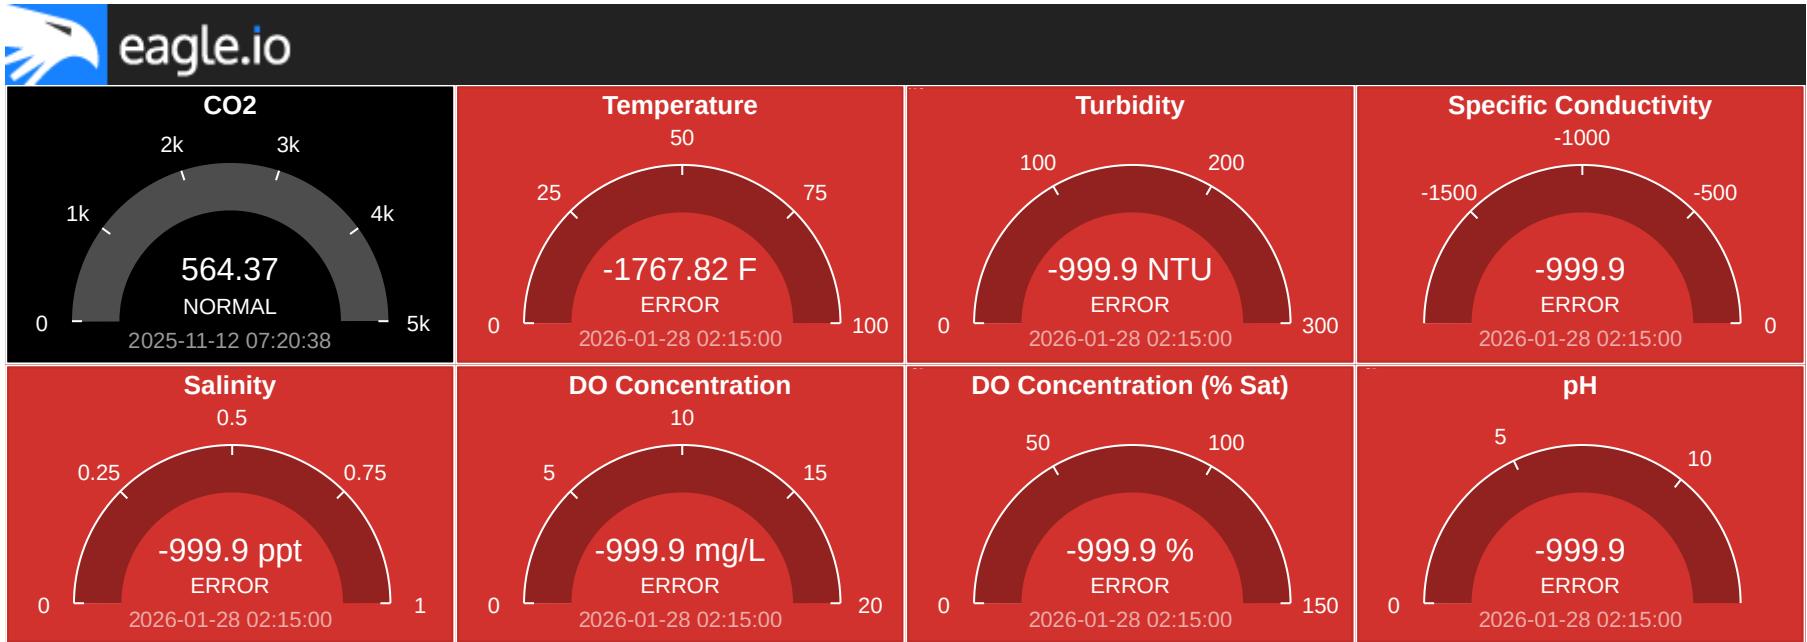 eagle.io
CO2
2k
3k
1k
4k
564.37
NORMAL
0
5k
2025-11-12 07:20:38
Temperature
50
25
75
-1767.82 F
ERROR
0
100
2026-01-28 02:15:00
Turbidity
100
200
-999.9 NTU
ERROR
0
300
2026-01-28 02:15:00
Specific Conductivity
-1000
-1500
-500
-999.9
ERROR
0
2026-01-28 02:15:00
Salinity
0.5
0.25
0.75
-999.9 ppt
ERROR
0
1
2026-01-28 02:15:00
DO Concentration
10
5
15
-999.9 mg/L
ERROR
0
20
2026-01-28 02:15:00
DO Concentration (% Sat)
50
100
-999.9 %
ERROR
0
150
2026-01-28 02:15:00
pH
5
10
-999.9
ERROR
0
2026-01-28 02:15:00